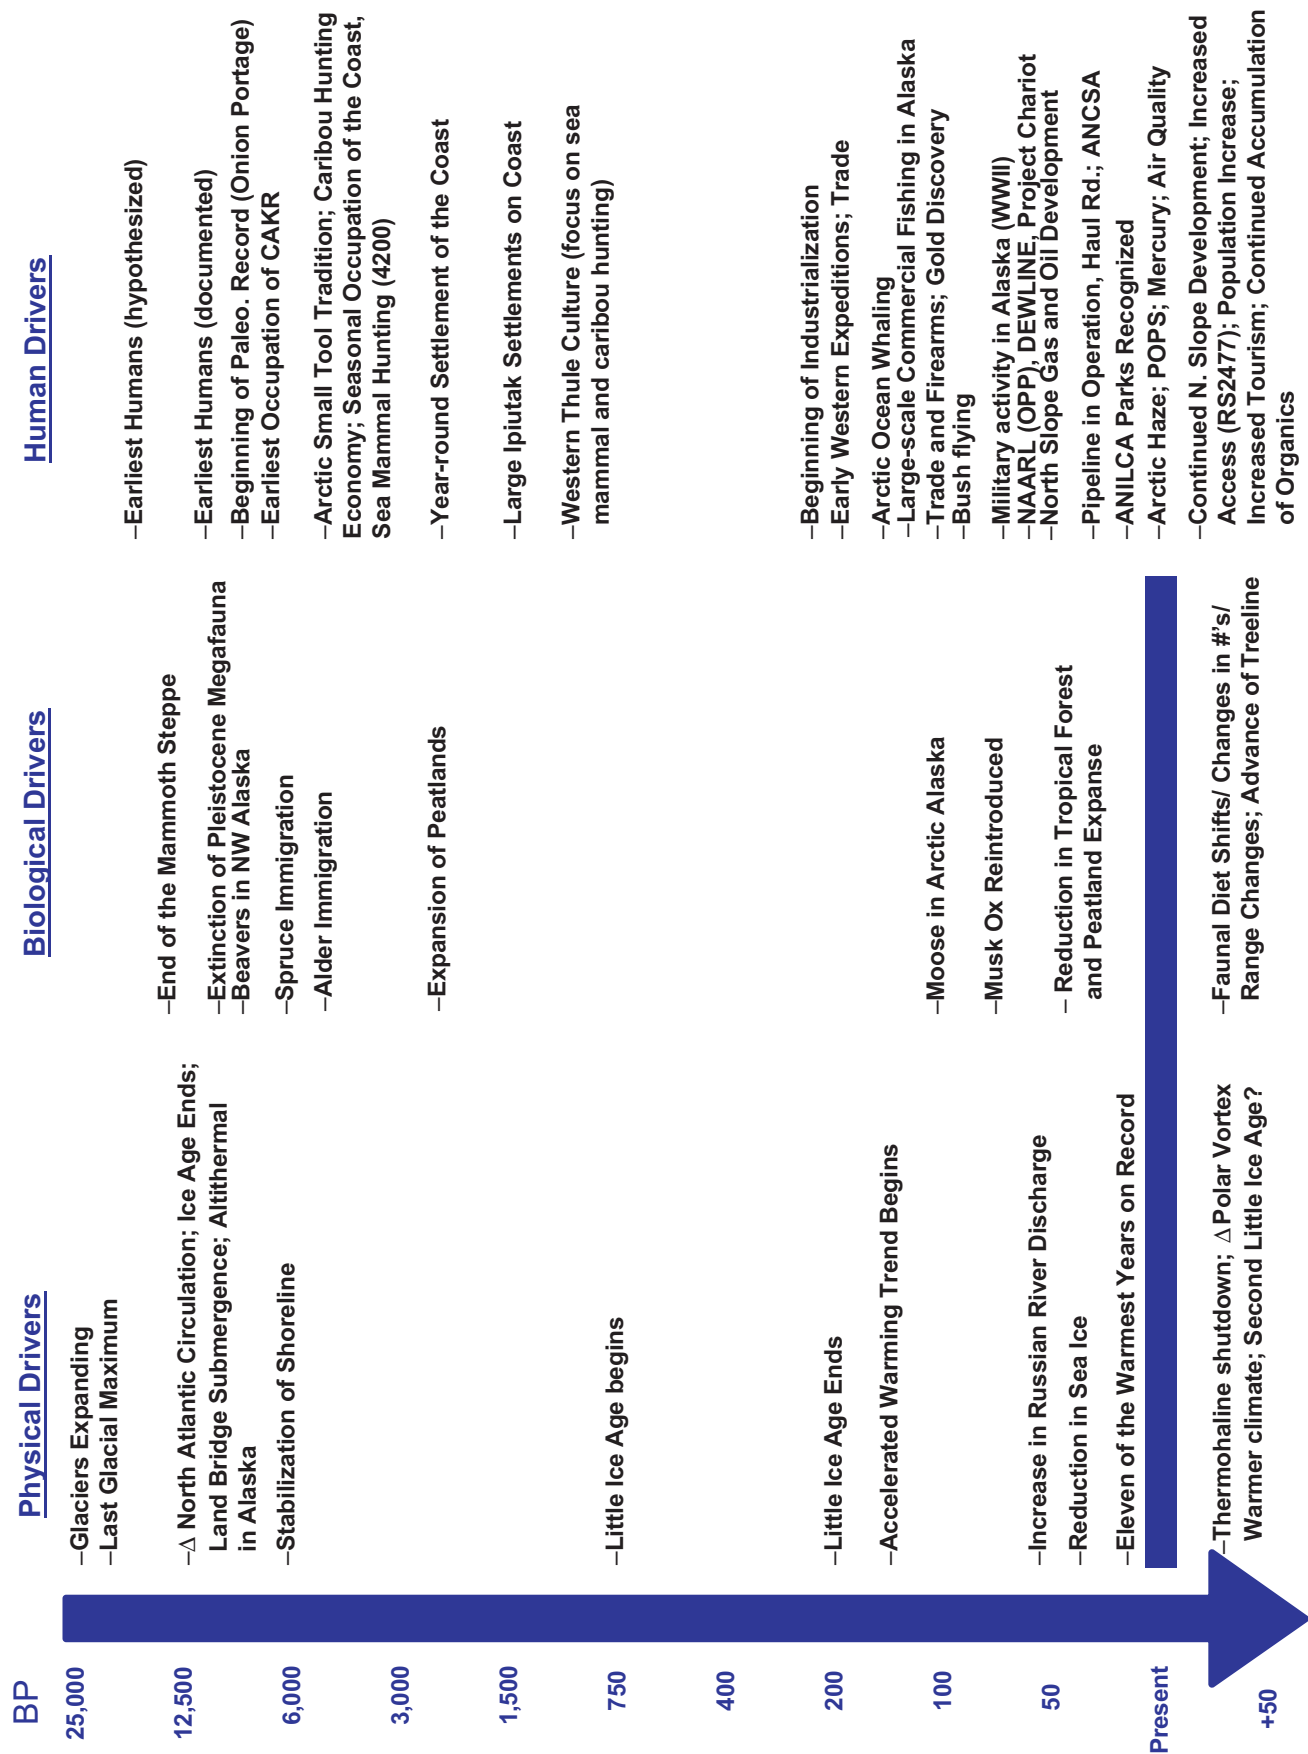 BP
25,000
12,500
6,000
3,000
1,500
750
400
200
100
50
Present
+50
Physical Drivers
–Glaciers Expanding
–Last Glacial Maximum
–Δ North Atlantic Circulation; Ice Age Ends;
Land Bridge Submergence; Altithermal
in Alaska
–Stabilization of Shoreline
–Little Ice Age begins
–Little Ice Age Ends
–Accelerated Warming Trend Begins
–Increase in Russian River Discharge
–Reduction in Sea Ice
–Eleven of the Warmest Years on Record
–Thermohaline shutdown; Δ Polar Vortex
Warmer climate; Second Little Ice Age?
Biological Drivers
–End of the Mammoth Steppe
–Extinction of Pleistocene Megafauna
–Beavers in NW Alaska
–Spruce Immigration
–Alder Immigration
–Expansion of Peatlands
–Moose in Arctic Alaska
–Musk Ox Reintroduced
– Reduction in Tropical Forest
and Peatland Expanse
–Faunal Diet Shifts/ Changes in #'s/
Range Changes; Advance of Treeline
Human Drivers
–Earliest Humans (hypothesized)
–Earliest Humans (documented)
–Beginning of Paleo. Record (Onion Portage)
–Earliest Occupation of CAKR
–Arctic Small Tool Tradition; Caribou Hunting
Economy; Seasonal Occupation of the Coast,
Sea Mammal Hunting (4200)
–Year-round Settlement of the Coast
–Large Ipiutak Settlements on Coast
–Western Thule Culture (focus on sea
mammal and caribou hunting)
–Beginning of Industrialization
–Early Western Expeditions; Trade
–Arctic Ocean Whaling
–Large-scale Commercial Fishing in Alaska
–Trade and Firearms; Gold Discovery
–Bush flying
–Military activity in Alaska (WWII)
–NAARL (OPP), DEWLINE, Project Chariot
–North Slope Gas and Oil Development
–Pipeline in Operation, Haul Rd.; ANCSA
–ANILCA Parks Recognized
–Arctic Haze; POPS; Mercury; Air Quality
–Continued N. Slope Development; Increased
Access (RS2477); Population Increase;
Increased Tourism; Continued Accumulation
of Organics